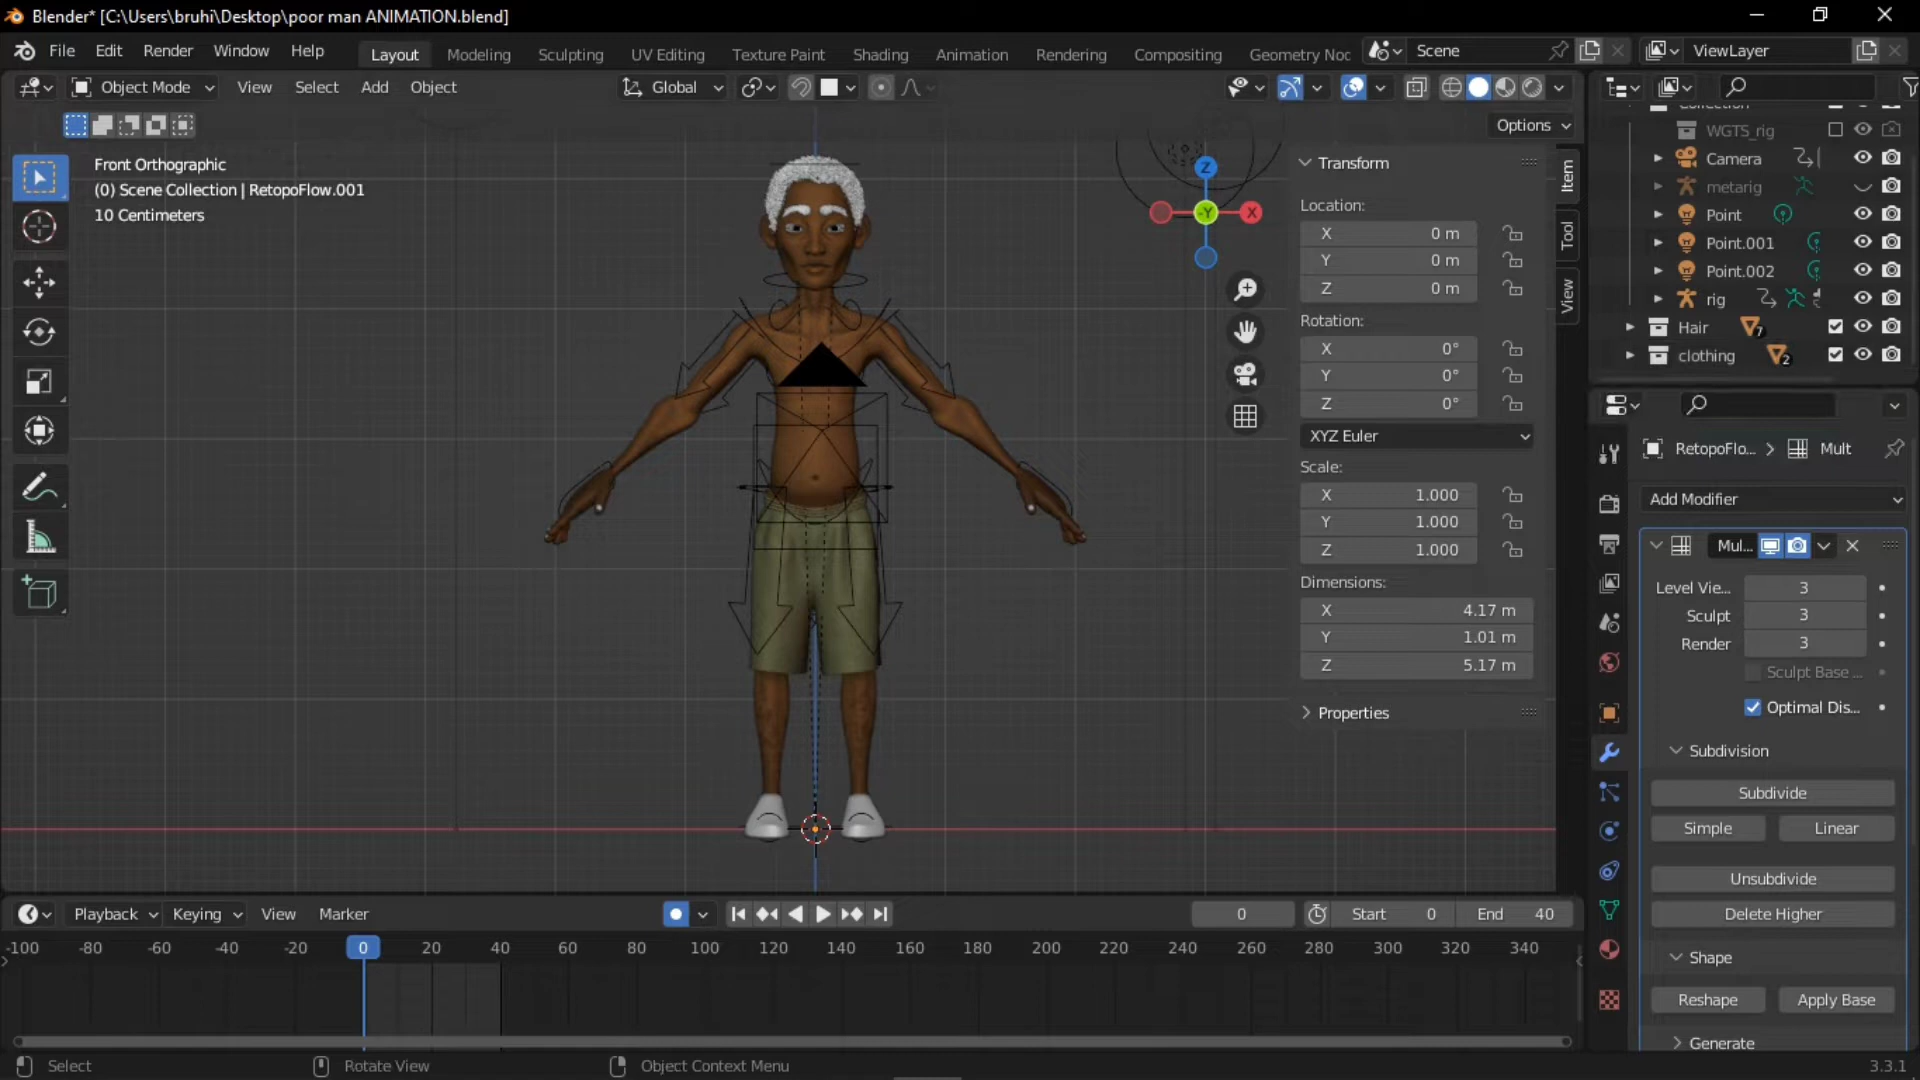 Blender* [C:\Users\bruhi\Desktop\poor man ANIMATION.blend]
File Edit Render Window Help Layout Modeling Sculpting UV Editing Texture Paint Shading Animation Rendering Compositing Geometry Noc Scene ViewLayer
Object Mode View Select Add Object Global
Options
Front Orthographic
(0) Scene Collection | RetopoFlow.001
10 Centimeters
Z
-Y
X
Item
Tool
View
Transform
Location:
X 0 m
Y 0 m
Z 0 m
Rotation:
X 0°
Y 0°
Z 0°
XYZ Euler
Scale:
X 1.000
Y 1.000
Z 1.000
Dimensions:
X 4.17 m
Y 1.01 m
Z 5.17 m
Properties
Collection
WGTS_rig
Camera
metarig
Point
Point.001
Point.002
rig
Hair 7
clothing 2
RetopoFlo... Mult
Add Modifier
Mul...
Level Vie... 3
Sculpt 3
Render 3
Sculpt Base ...
Optimal Dis...
Subdivision
Subdivide
Simple Linear
Unsubdivide
Delete Higher
Shape
Reshape Apply Base
Generate
Playback Keying View Marker 0 Start 0 End 40
-100 -80 -60 -40 -20 0 20 40 60 80 100 120 140 160 180 200 220 240 260 280 300 320 340
Select Rotate View Object Context Menu 3.3.1